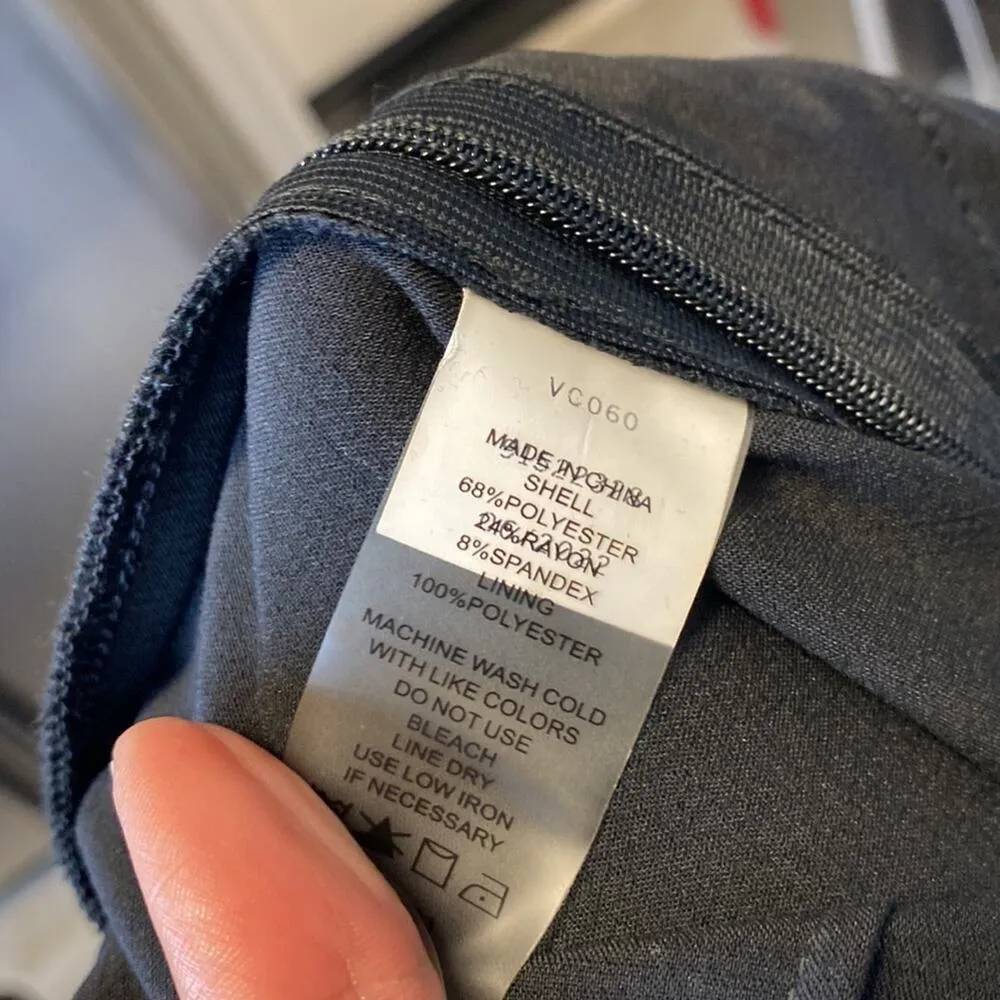 VC060
MADE IN CHINA
SHELL
68%POLYESTER
24%RAYON
8%SPANDEX
LINING
100%POLYESTER
MACHINE WASH COLD
WITH LIKE COLORS
DO NOT USE
BLEACH
LINE DRY
USE LOW IRON
IF NECESSARY